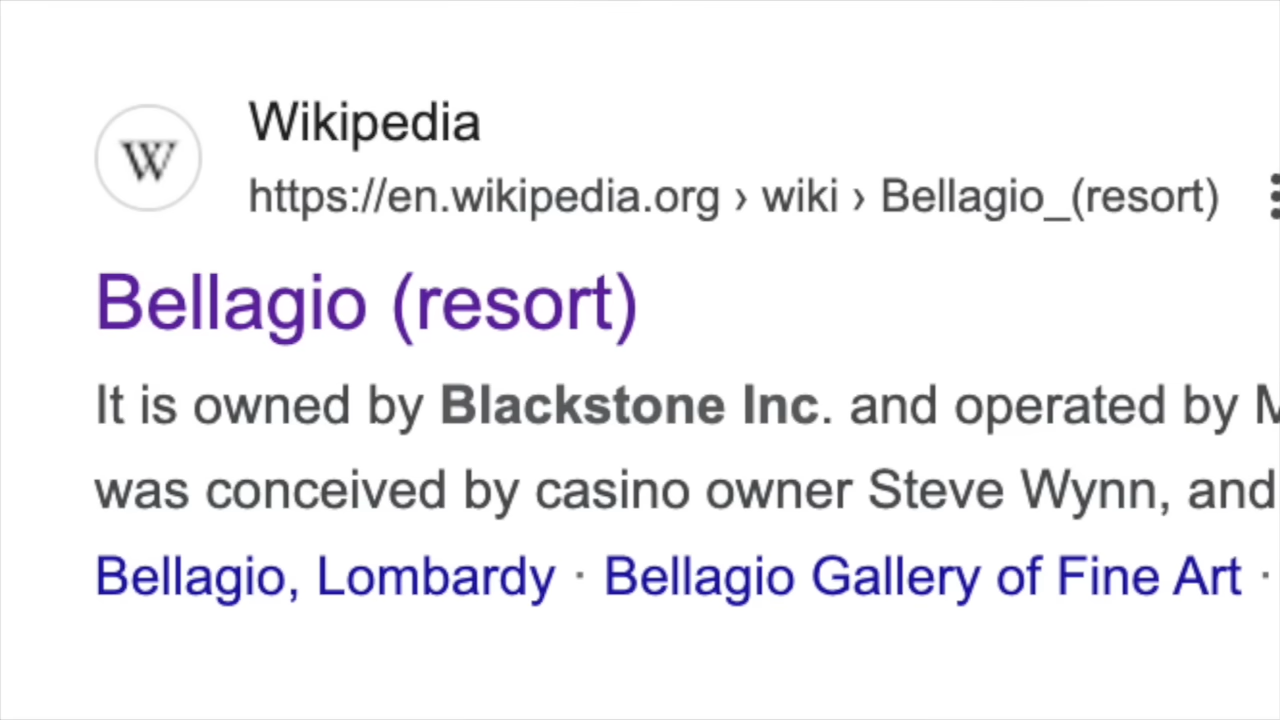 W
Wikipedia
https://en.wikipedia.org › wiki › Bellagio_(resort)
Bellagio (resort)
It is owned by Blackstone Inc. and operated by
was conceived by casino owner Steve Wynn, and
Bellagio, Lombardy · Bellagio Gallery of Fine Art ·